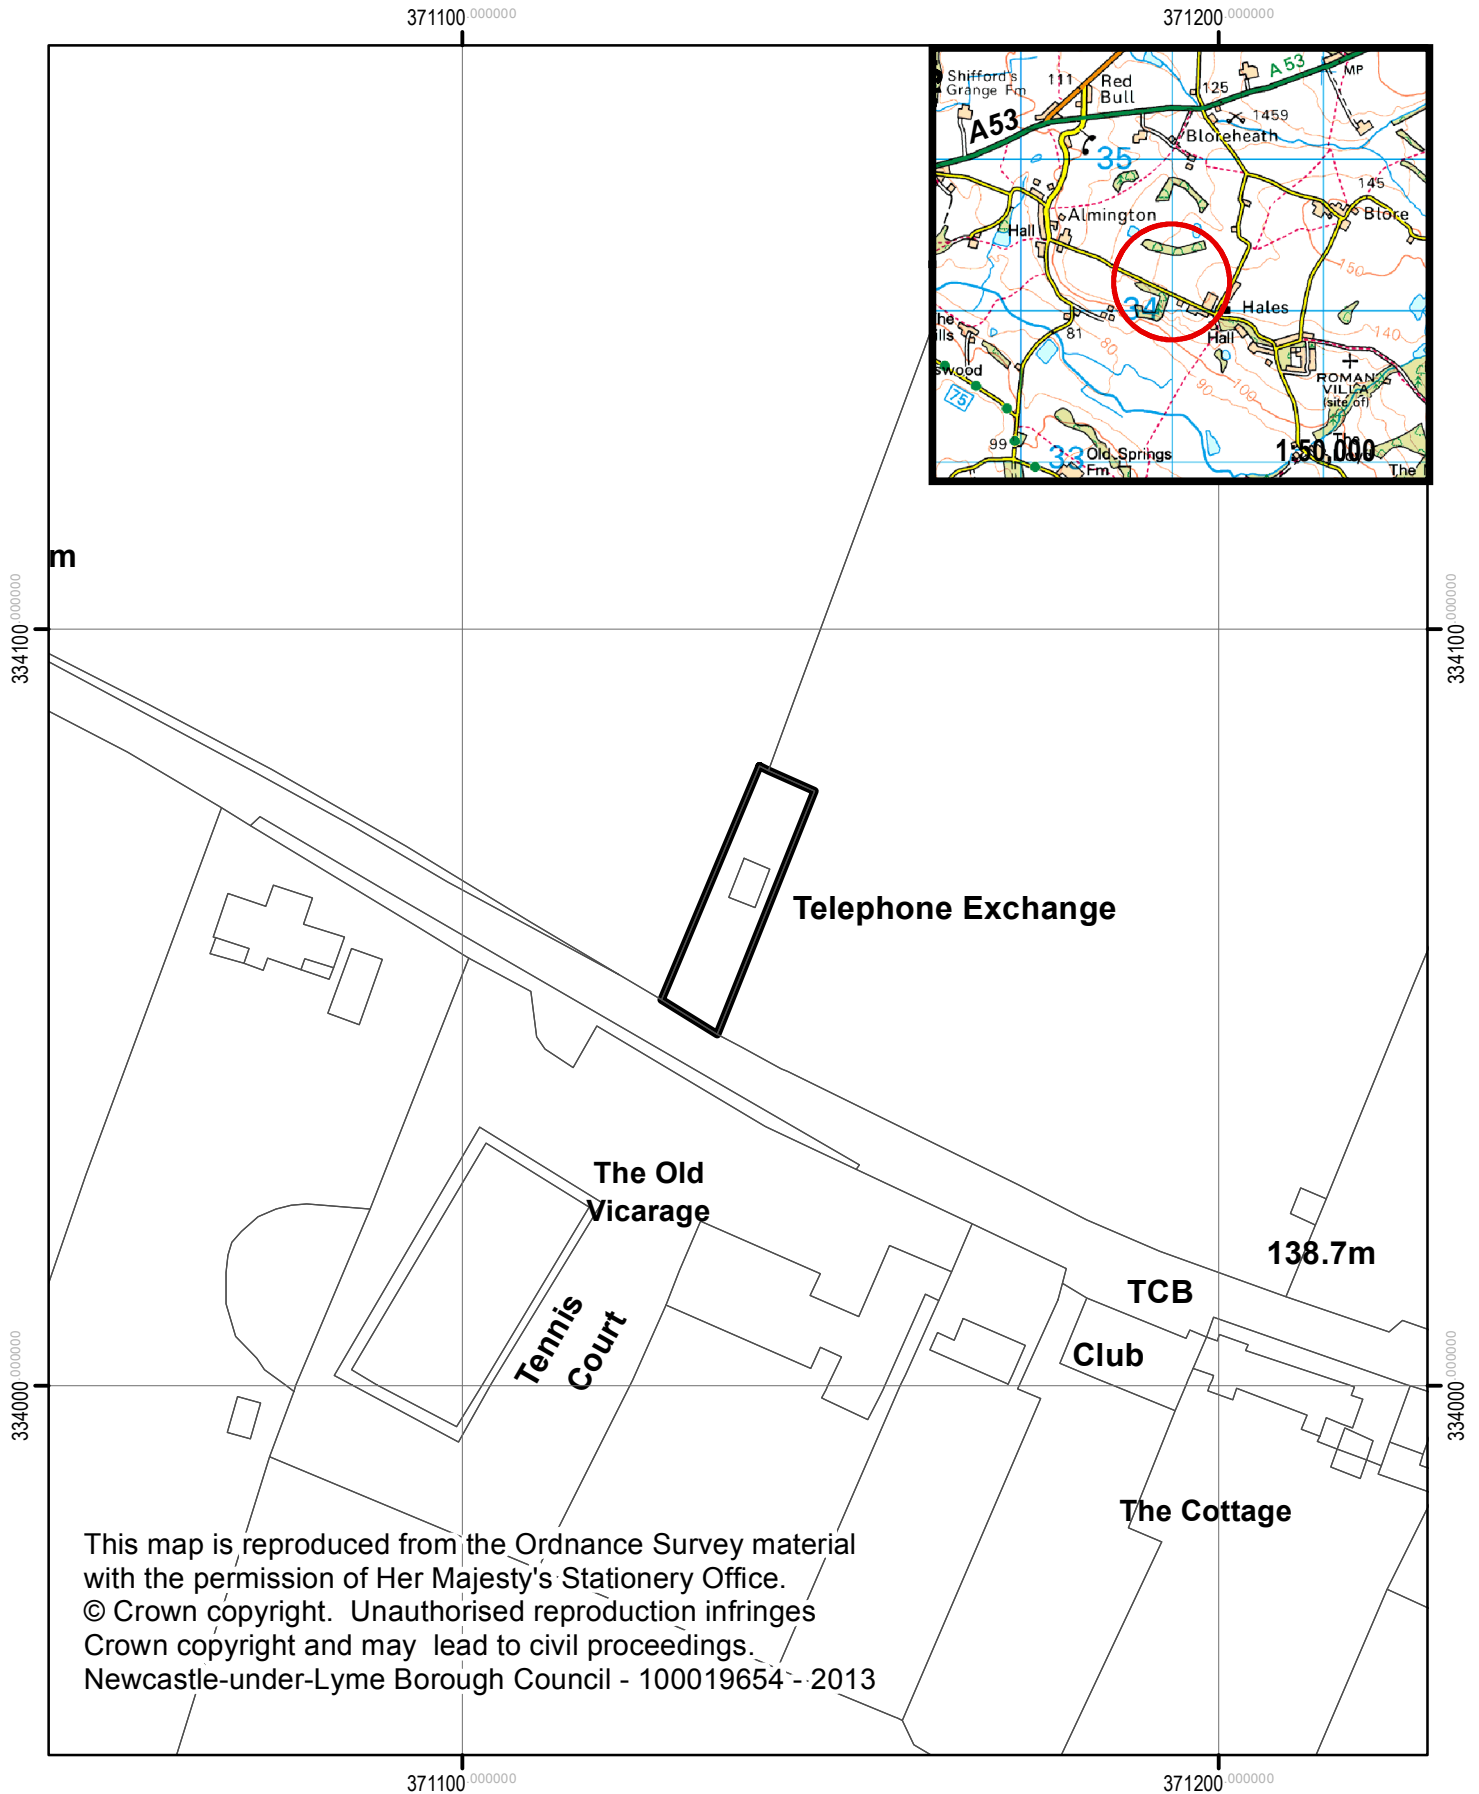 371100.000000
371200.000000
Shifford's
Grange Fm
111
Red
Bull
A 53
MP
125
1459
A53
Bloreheath
35
145
Almington
Blore
Hall
150
34
Hales
81
Hall
80
140
swood
90
100
ROMAN
VILLA
(site of)
75
99
33
Old Springs
Fm
1:50,000
The
m
334100.000000
334100.000000
Telephone Exchange
The Old
Vicarage
138.7m
TCB
Tennis
Court
Club
334000.000000
334000.000000
The Cottage
This map is reproduced from the Ordnance Survey material
with the permission of Her Majesty's Stationery Office.
© Crown copyright.  Unauthorised reproduction infringes
Crown copyright and may  lead to civil proceedings.
Newcastle-under-Lyme Borough Council - 100019654 - 2013
371100.000000
371200.000000